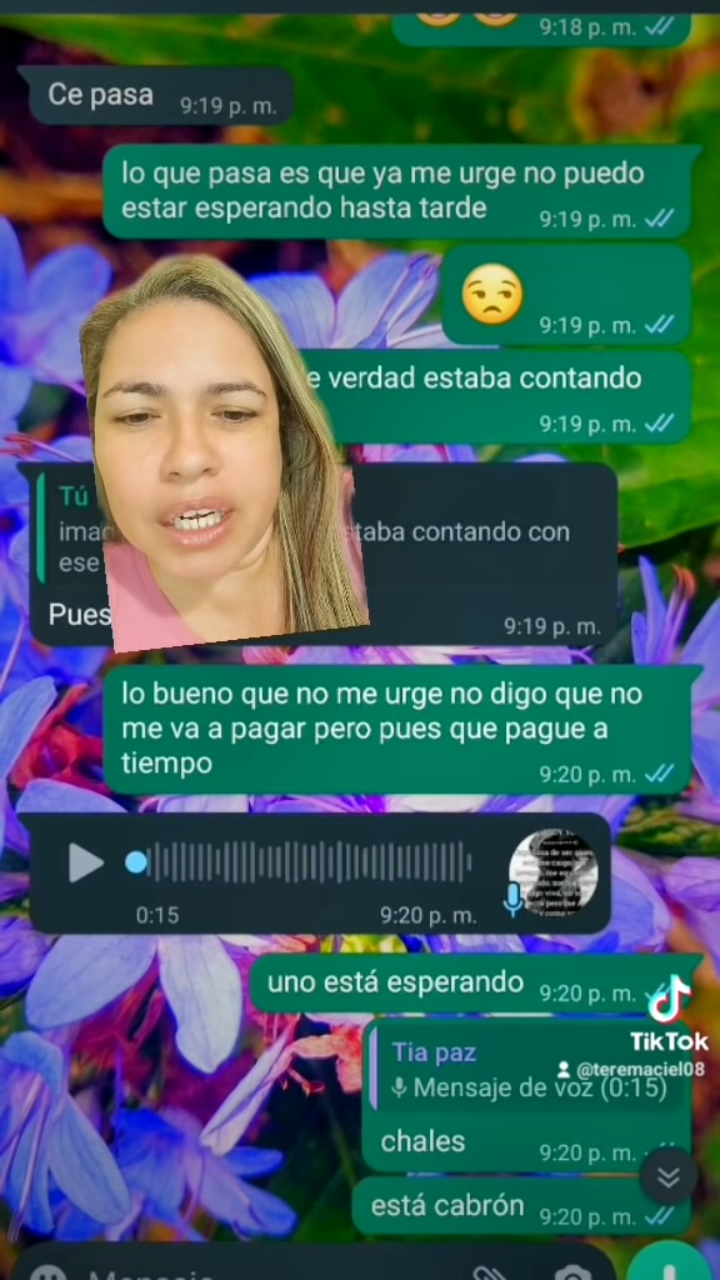 9:18 p. m.
Ce pasa 9:19 p. m.
lo que pasa es que ya me urge no puedo
estar esperando hasta tarde 9:19 p. m.
9:19 p. m.
verdad estaba contando
9:19 p. m.
Tú
estaba contando con
ese
Pues
9:19 p. m.
lo bueno que no me urge no digo que no
me va a pagar pero pues que pague a
tiempo 9:20 p. m.
0:15 9:20 p. m.
uno está esperando 9:20 p. m.
TikTok
@teremaciel08
Tia paz
Mensaje de voz (0:15)
chales 9:20 p. m.
está cabrón 9:20 p. m.
Mensaje